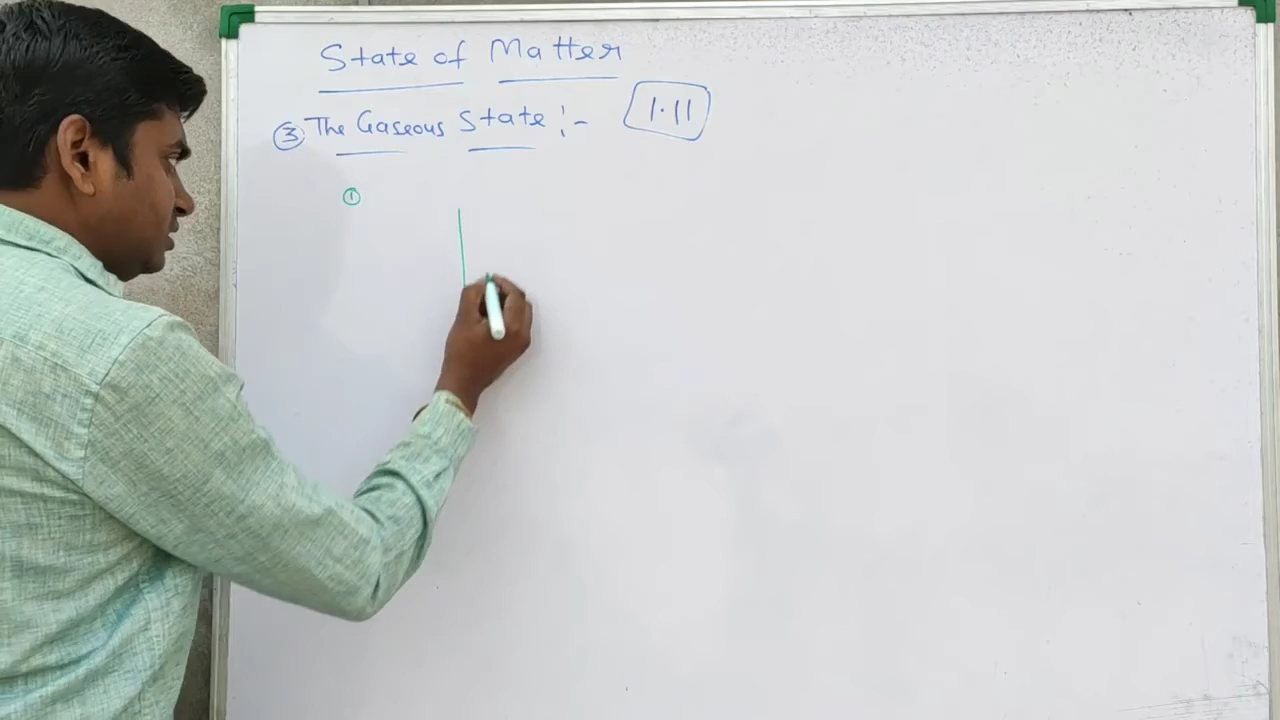 State of Matter
③ The Gaseous State :- 1.11
①